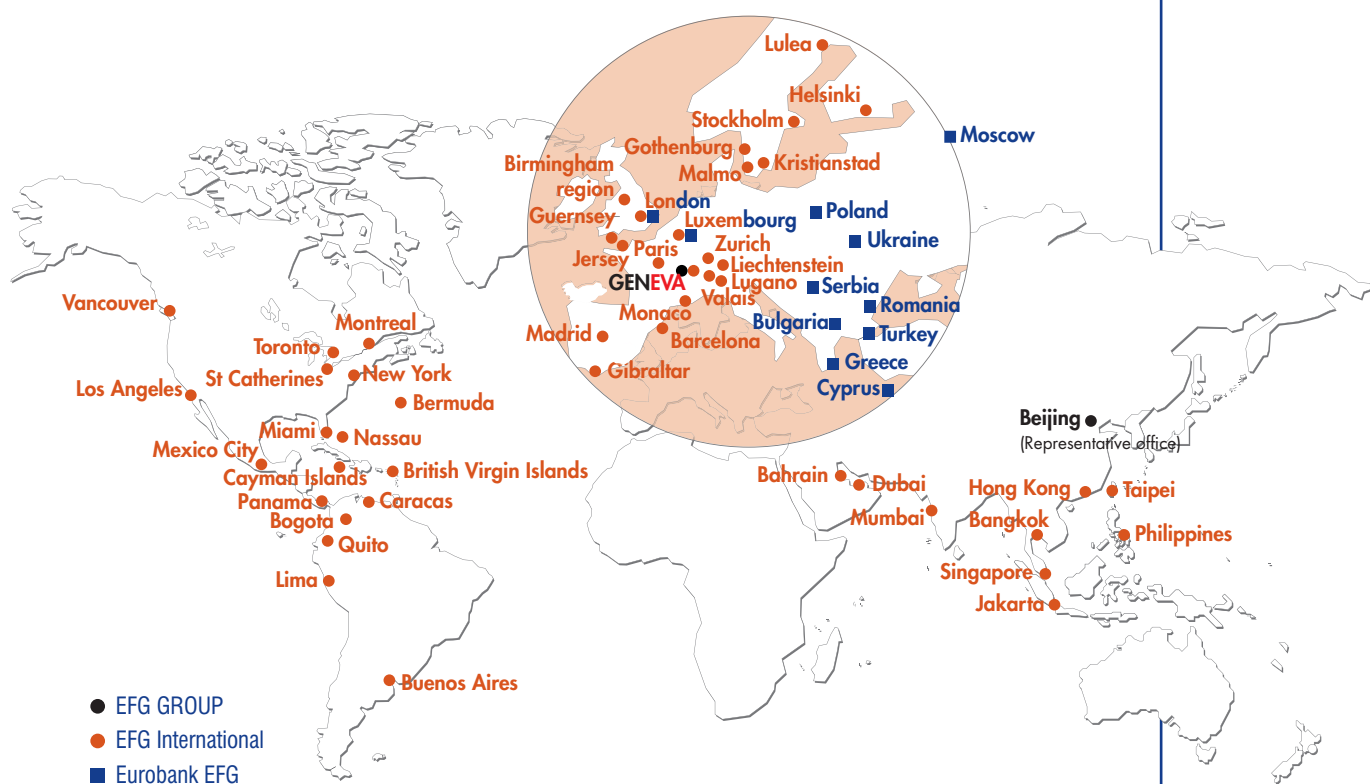 Lulea
Helsinki
Stockholm
Moscow
Gothenburg
Kristianstad
Malmo
Birmingham
region
London
Guernsey
Luxembourg
Poland
Ukraine
Jersey
Paris
Zurich
Liechtenstein
GENEVA
Lugano
Valais
Serbia
Romania
Monaco
Bulgaria
Turkey
Madrid
Barcelona
Greece
Gibraltar
Cyprus
Vancouver
Montreal
Toronto
St Catherines
New York
Los Angeles
Bermuda
Miami
Nassau
Mexico City
Cayman Islands
British Virgin Islands
Panama
Caracas
Bogota
Quito
Lima
Buenos Aires
Beijing
(Representative office)
Bahrain
Dubai
Mumbai
Hong Kong
Taipei
Bangkok
Philippines
Singapore
Jakarta
EFG GROUP
EFG International
Eurobank EFG